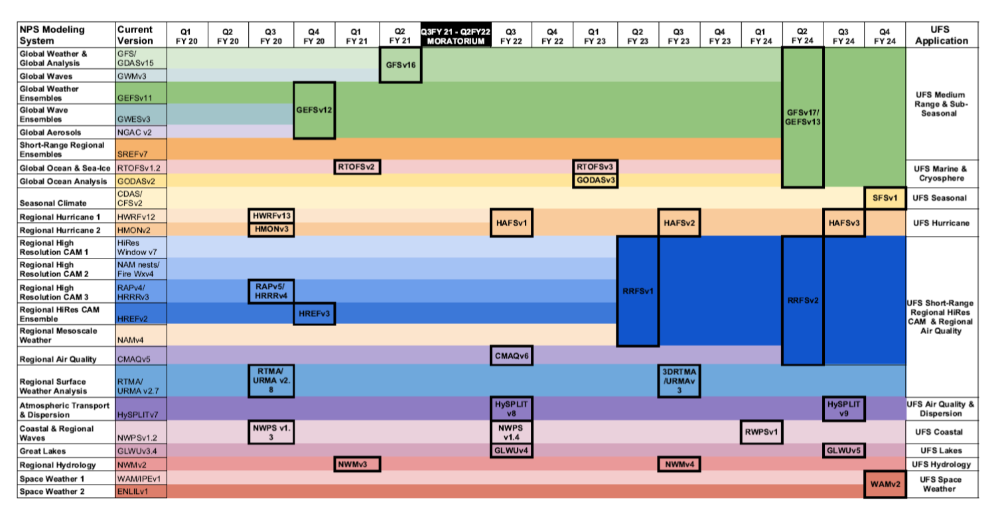 NPS Modeling System
Current Version
Q1 FY 20
Q2 FY 20
Q3 FY 20
Q4 FY 20
Q1 FY 21
Q2 FY 21
Q3FY 21 - Q2FY22 MORATORIUM
Q3 FY 22
Q4 FY 22
Q1 FY 23
Q2 FY 23
Q3 FY 23
Q4 FY 23
Q1 FY 24
Q2 FY 24
Q3 FY 24
Q4 FY 24
UFS Application
Global Weather & Global Analysis
GFS/ GDASv15
GFSv16
Global Waves
GWMv3
Global Weather Ensembles
GEFSv11
GEFSv12
Global Wave Ensembles
GWESv3
GFSv17/ GEFSv13
UFS Medium Range & Sub-Seasonal
Global Aerosols
NGAC v2
Short-Range Regional Ensembles
SREFv7
Global Ocean & Sea-Ice
RTOFSv1.2
RTOFSv2
RTOFSv3
UFS Marine & Cryosphere
Global Ocean Analysis
GODASv2
GODASv3
Seasonal Climate
CDAS/ CFSv2
SFSv1
UFS Seasonal
Regional Hurricane 1
HWRFv12
HWRFv13
HAFSv1
HAFSv2
HAFSv3
UFS Hurricane
Regional Hurricane 2
HMONv2
HMONv3
Regional High Resolution CAM 1
HiRes Window v7
Regional High Resolution CAM 2
NAM nests/ Fire Wxv4
Regional High Resolution CAM 3
RAPv4/ HRRRv3
RAPv5/ HRRRv4
RRFSv1
RRFSv2
UFS Short-Range Regional HiRes CAM & Regional Air Quality
Regional HiRes CAM Ensemble
HREFv2
HREFv3
Regional Mesoscale Weather
NAMv4
Regional Air Quality
CMAQv5
CMAQv6
Regional Surface Weather Analysis
RTMA/ URMA v2.7
RTMA/ URMA v2. 8
3DRTMA /URMAv 3
Atmospheric Transport & Dispersion
HySPLITv7
HySPLIT v8
HySPLIT v9
UFS Air Quality & Dispersion
Coastal & Regional Waves
NWPSv1.2
NWPS v1. 3
NWPS v1.4
RWPSv1
UFS Coastal
Great Lakes
GLWUv3.4
GLWUv4
GLWUv5
UFS Lakes
Regional Hydrology
NWMv2
NWMv3
NWMv4
UFS Hydrology
Space Weather 1
WAM/IPEv1
WAMv2
UFS Space Weather
Space Weather 2
ENLILv1